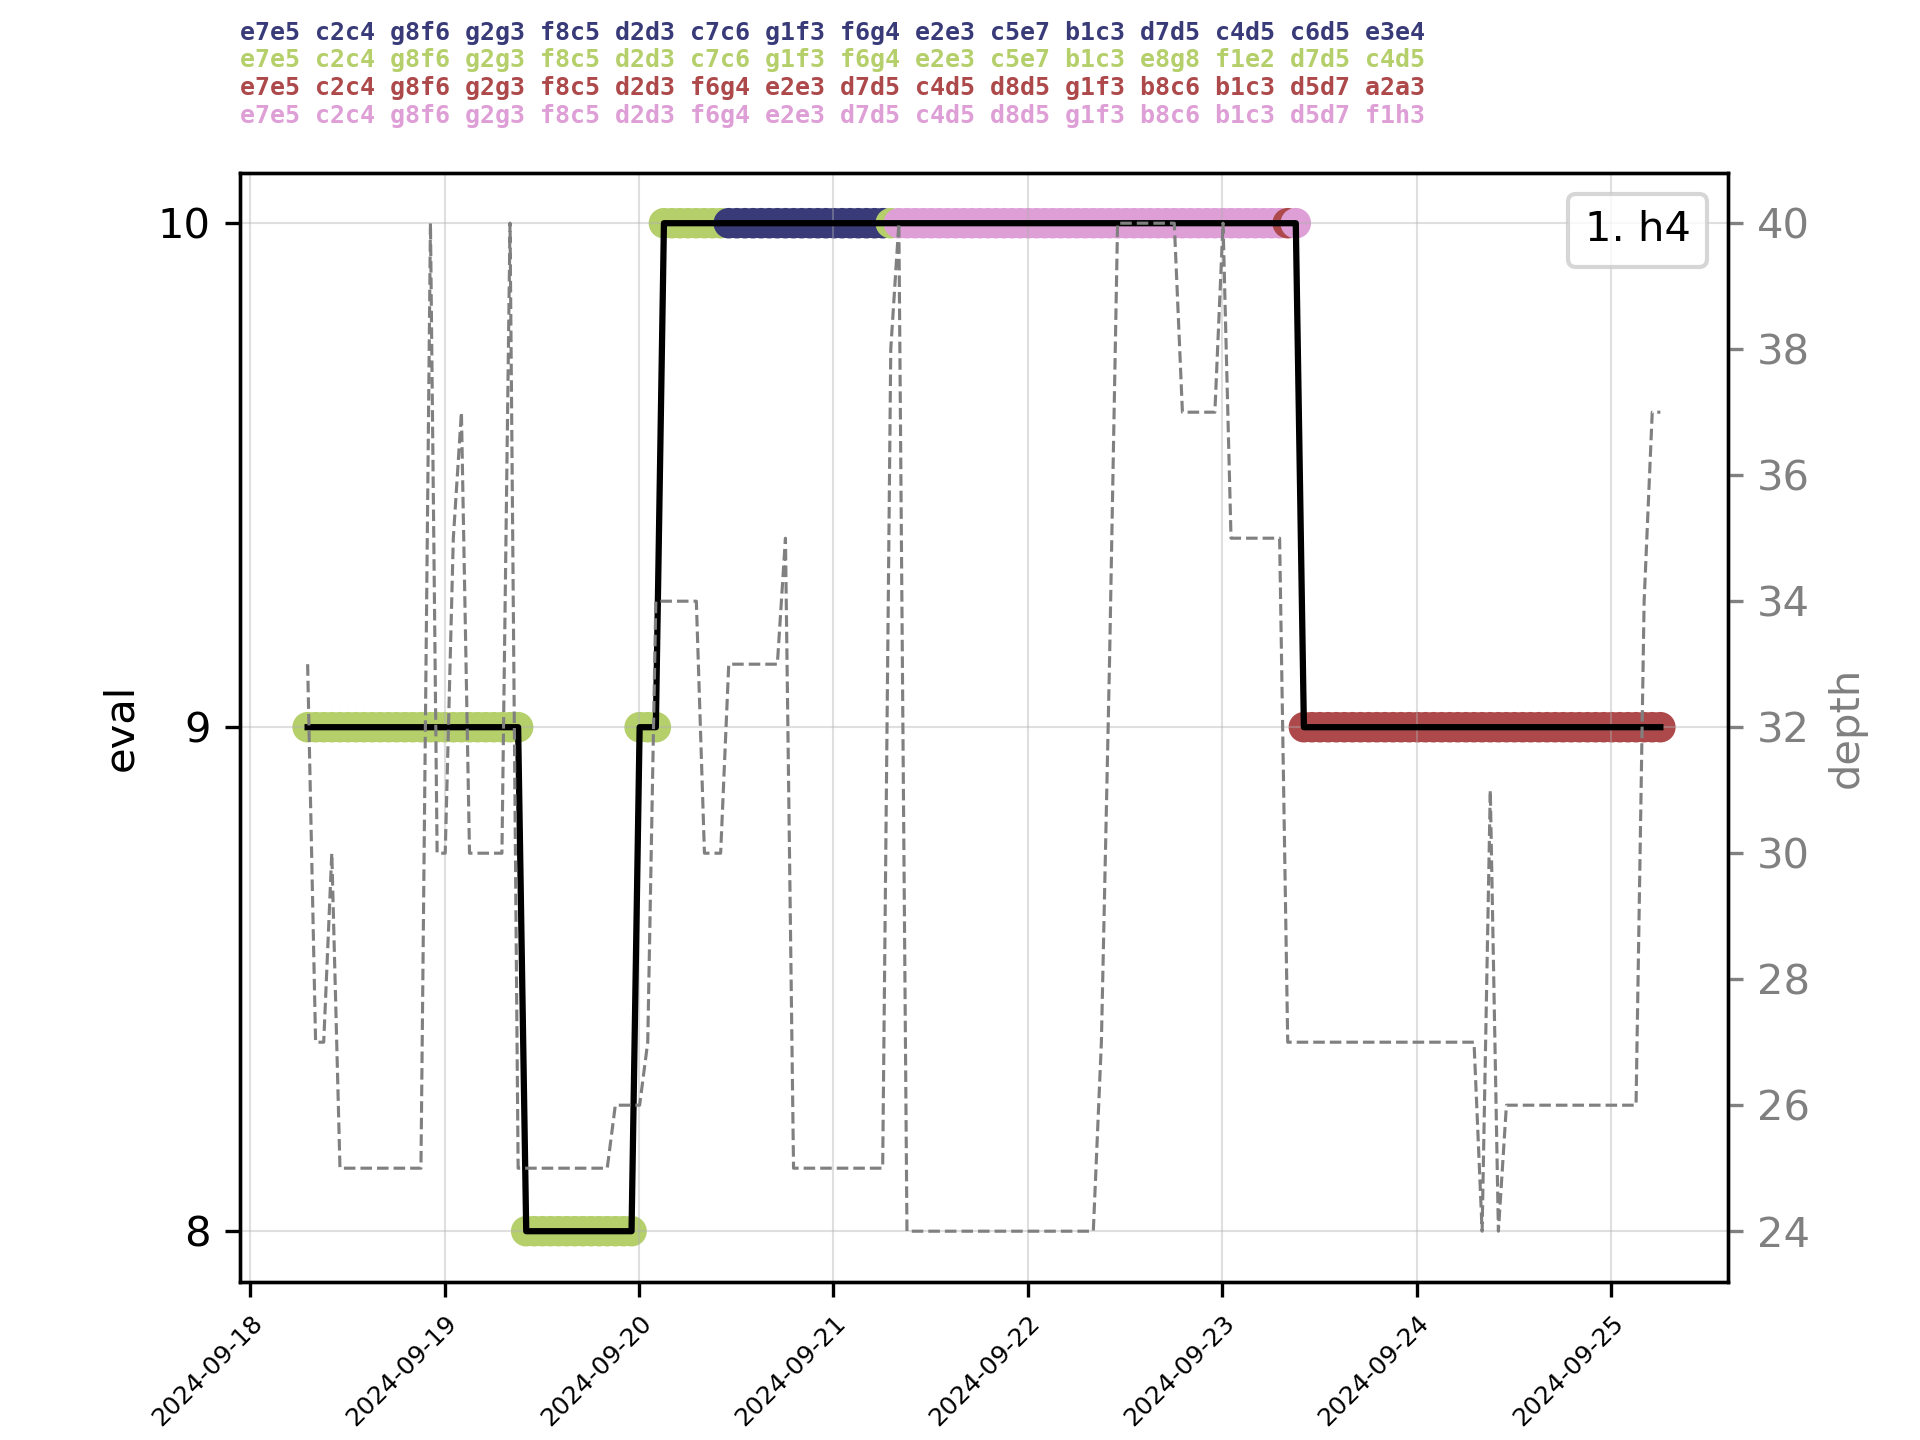 e7e5 c2c4 g8f6 g2g3 f8c5 d2d3 c7c6 g1f3 f6g4 e2e3 c5e7 b1c3 d7d5 c4d5 c6d5 e3e4
e7e5 c2c4 g8f6 g2g3 f8c5 d2d3 c7c6 g1f3 f6g4 e2e3 c5e7 b1c3 e8g8 f1e2 d7d5 c4d5
e7e5 c2c4 g8f6 g2g3 f8c5 d2d3 f6g4 e2e3 d7d5 c4d5 d8d5 g1f3 b8c6 b1c3 d5d7 a2a3
e7e5 c2c4 g8f6 g2g3 f8c5 d2d3 f6g4 e2e3 d7d5 c4d5 d8d5 g1f3 b8c6 b1c3 d5d7 f1h3
1. h4
10
9
8
eval
40
38
36
34
32
30
28
26
24
depth
2024-09-18
2024-09-19
2024-09-20
2024-09-21
2024-09-22
2024-09-23
2024-09-24
2024-09-25